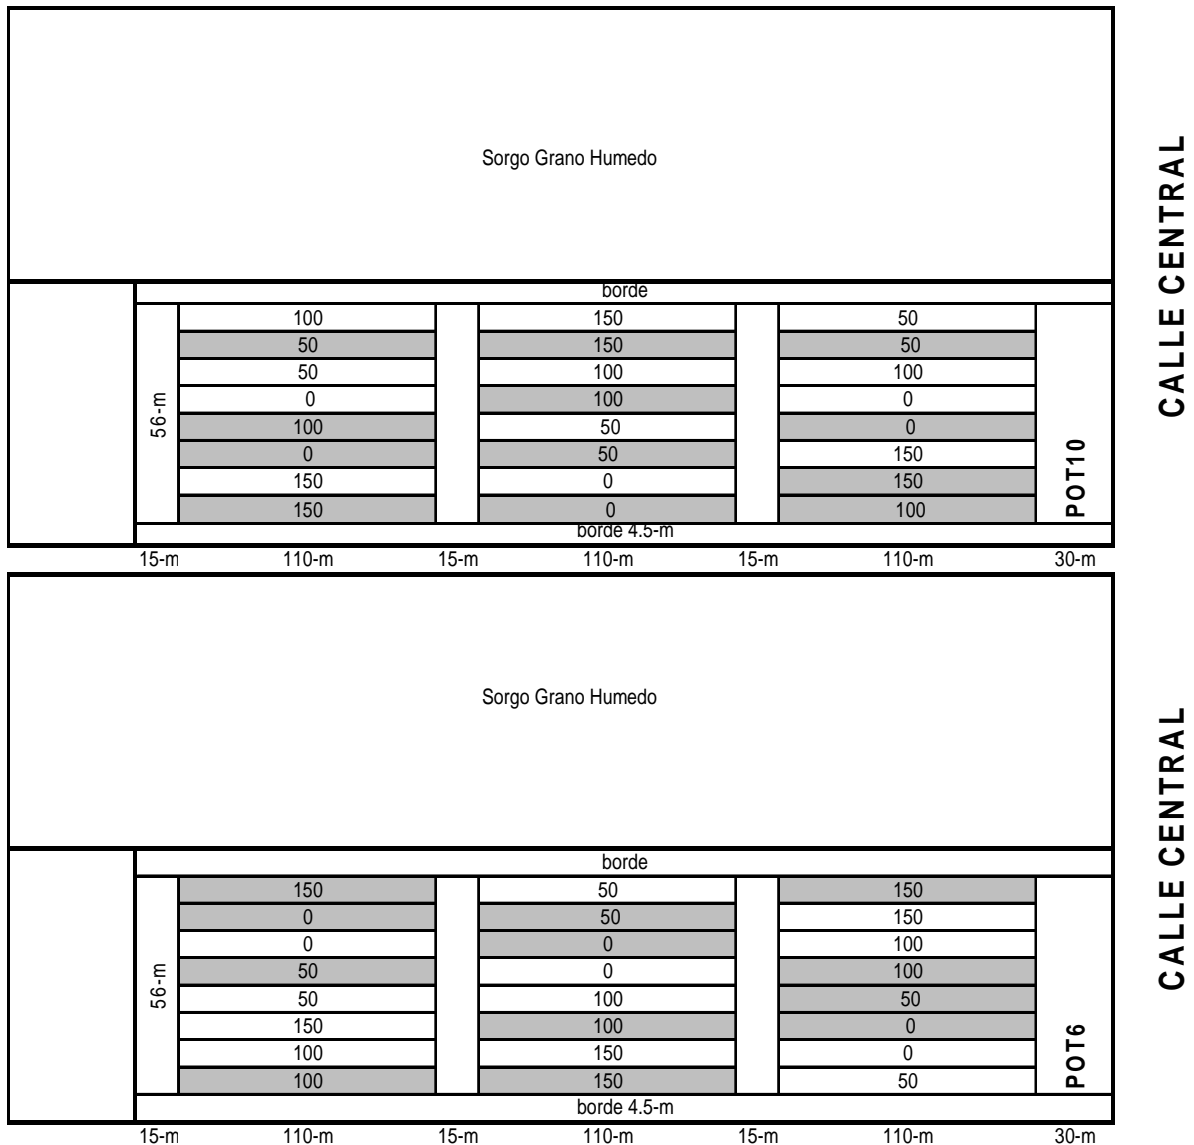 Sorgo Grano Humedo
CALLE CENTRAL
borde
100 150 50
50 150 50
50 100 100
0 100 0
100 50 0
0 50 150
150 0 150
150 0 100
56-m
POT10
borde 4.5-m
15-m 110-m 15-m 110-m 15-m 110-m 30-m
Sorgo Grano Humedo
CALLE CENTRAL
borde
150 50 150
0 50 150
0 0 100
50 0 100
50 100 50
150 100 0
100 150 0
100 150 50
56-m
POT6
borde 4.5-m
15-m 110-m 15-m 110-m 15-m 110-m 30-m